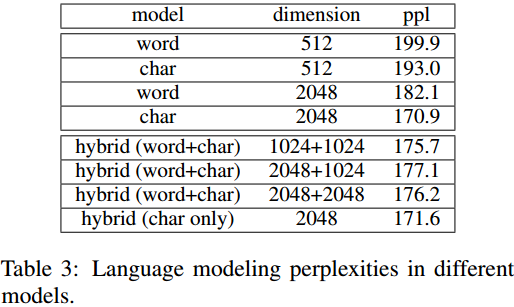 model dimension ppl
word 512 199.9
char 512 193.0
word 2048 182.1
char 2048 170.9
hybrid (word+char) 1024+1024 175.7
hybrid (word+char) 2048+1024 177.1
hybrid (word+char) 2048+2048 176.2
hybrid (char only) 2048 171.6
Table 3: Language modeling perplexities in different
models.